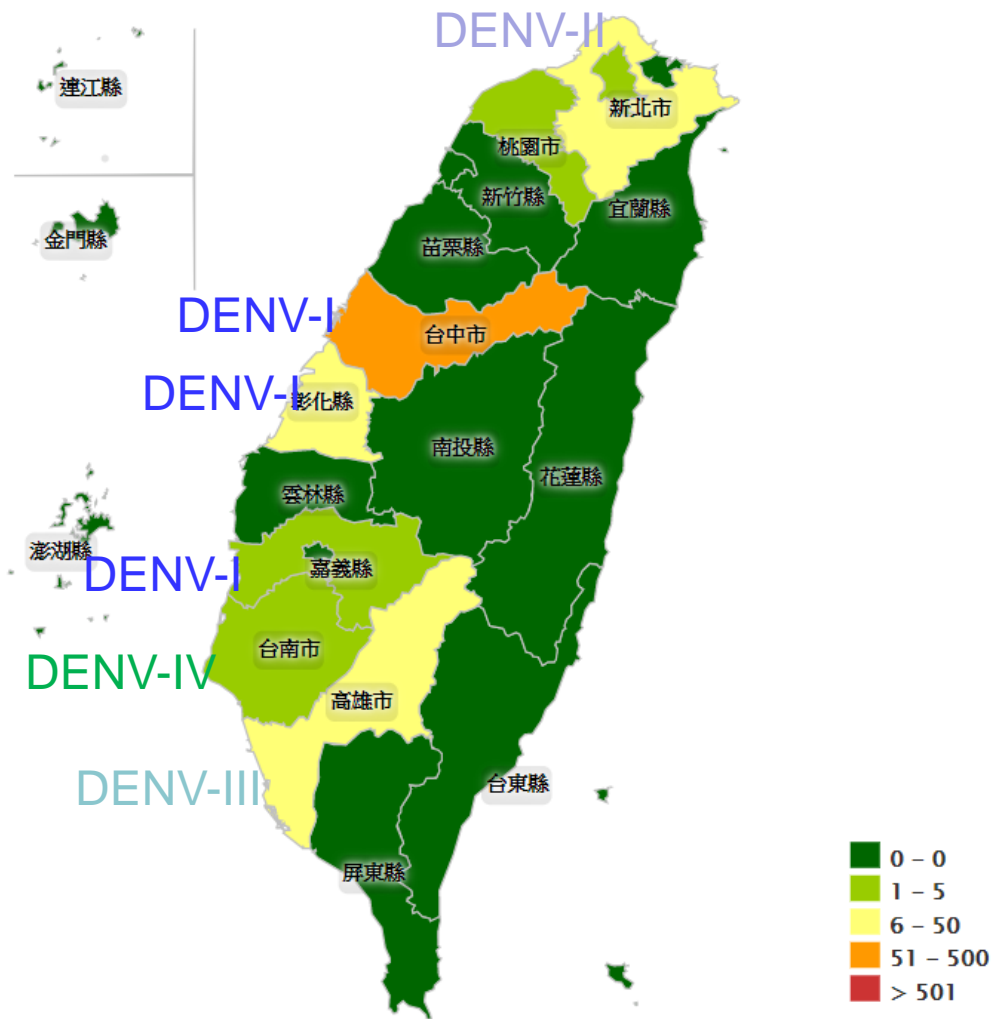 DENV-II
連江縣
新北市
桃園市
新竹縣
宜蘭縣
金門縣
苗栗縣
DENV-I
台中市
DENV-I
彰化縣
南投縣
花蓮縣
雲林縣
澎湖縣
DENV-I
嘉義縣
台南市
DENV-IV
高雄市
DENV-III
台東縣
屏東縣
0 – 0
1 – 5
6 – 50
51 – 500
> 501